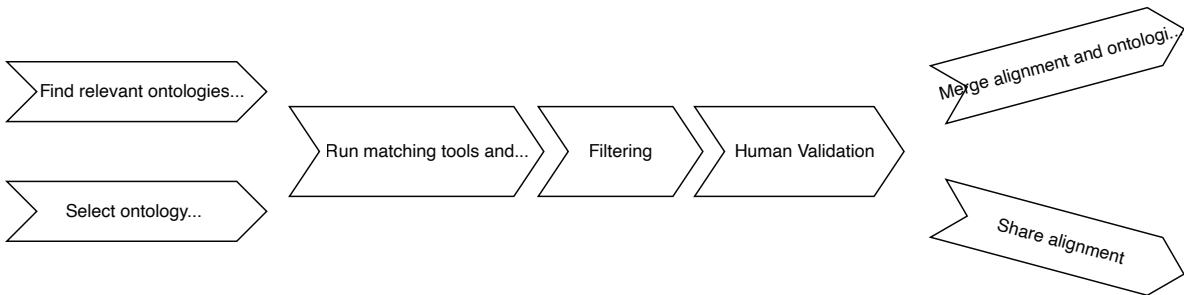 Find relevant ontologies...
Select ontology...
Run matching tools and...
Filtering
Human Validation
Merge alignment and ontologi...
Share alignment